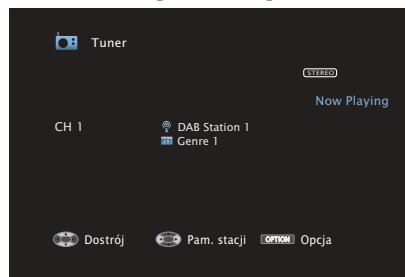 Tuner
STEREO
Now Playing
CH 1
DAB Station 1
Genre 1
Dostrój Pam. stacji OPTION Opcja